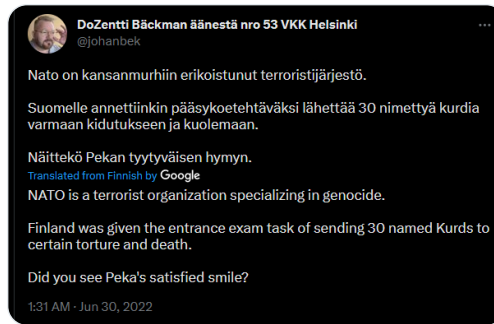 DoZentti Bäckman äänestä nro 53 VKK Helsinki
@johanbek
Nato on kansanmurhiin erikoistunut terroristijärjestö.
Suomelle annettiinkin pääsykoetehtäväksi lähettää 30 nimettyä kurdia
varmaan kidutukseen ja kuolemaan.
Näittekö Pekan tyytyväisen hymyn.
Translated from Finnish by Google
NATO is a terrorist organization specializing in genocide.
Finland was given the entrance exam task of sending 30 named Kurds to
certain torture and death.
Did you see Peka's satisfied smile?
1:31 AM · Jun 30, 2022